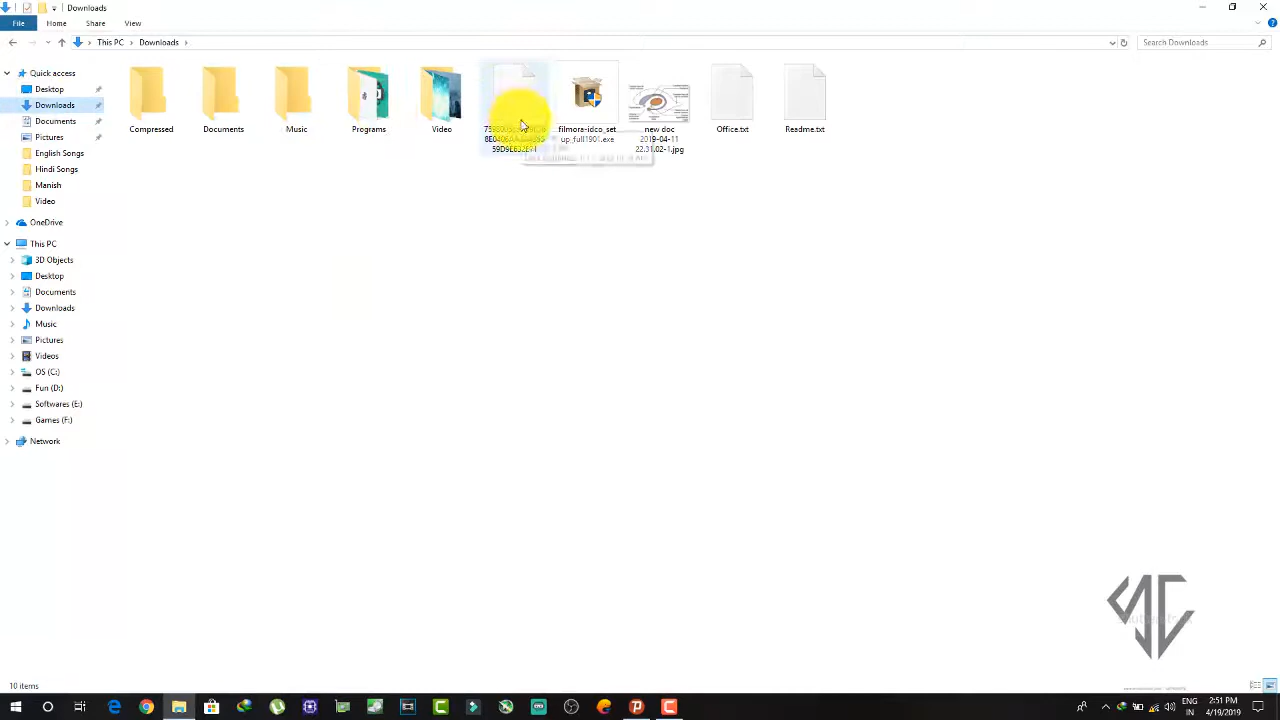 Downloads
File Home Share View
This PC Downloads
Search Downloads
Quick access
Desktop
Downloads
Documents
Pictures
English Songs
Hindi Songs
Manish
Video
OneDrive
This PC
3D Objects
Desktop
Documents
Downloads
Music
Pictures
Videos
OS (C:)
Fun (D:)
Softwares (E:)
Games (F:)
Network
Compressed
Documents
Music
Programs
Video
filmora-idco_set
up_full1901.exe
new doc
2019-04-11
22.31.02-1.jpg
Office.txt
Readme.txt
10 items
ENG
IN
2:51 PM
4/19/2019